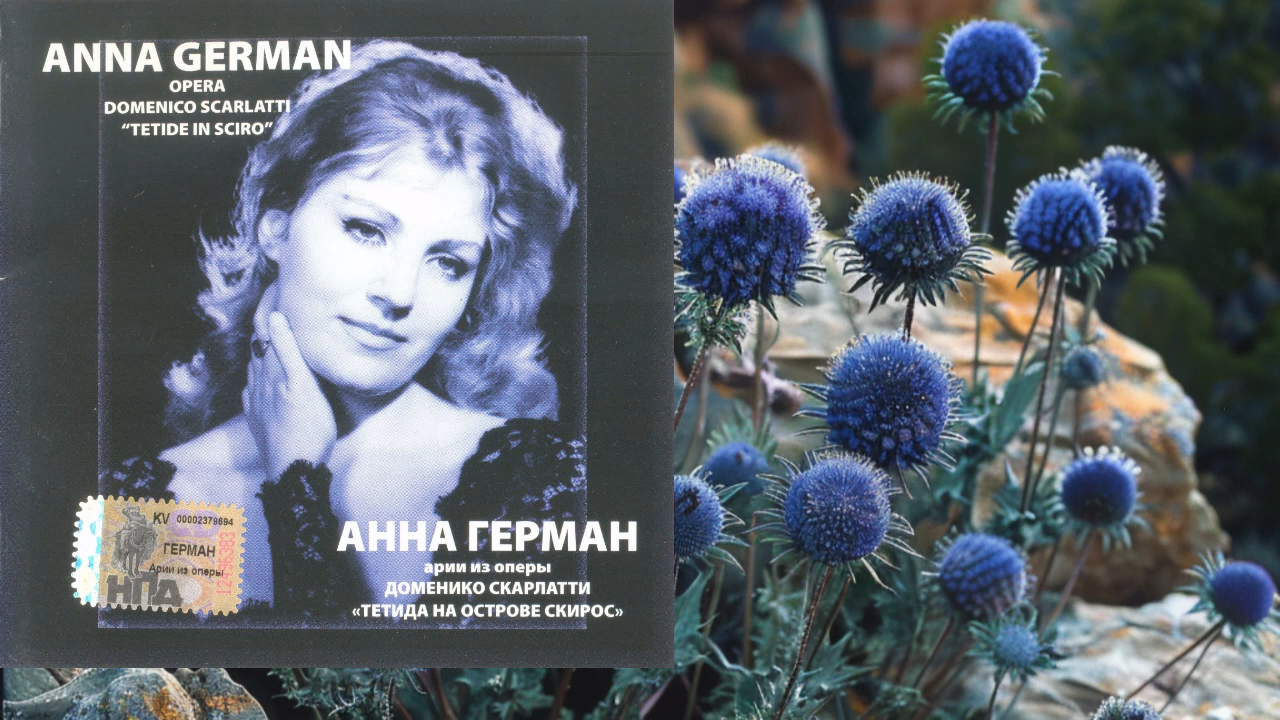 ANNA GERMAN
OPERA
DOMENICO SCARLATTI
“TETIDE IN SCIRO”
KV 00002379694
ГЕРМАН
Арии из оперы
НПД
АННА ГЕРМАН
арии из оперы
ДОМЕНИКО СКАРЛАТТИ
«ТЕТИДА НА ОСТРОВЕ СКИРОС»